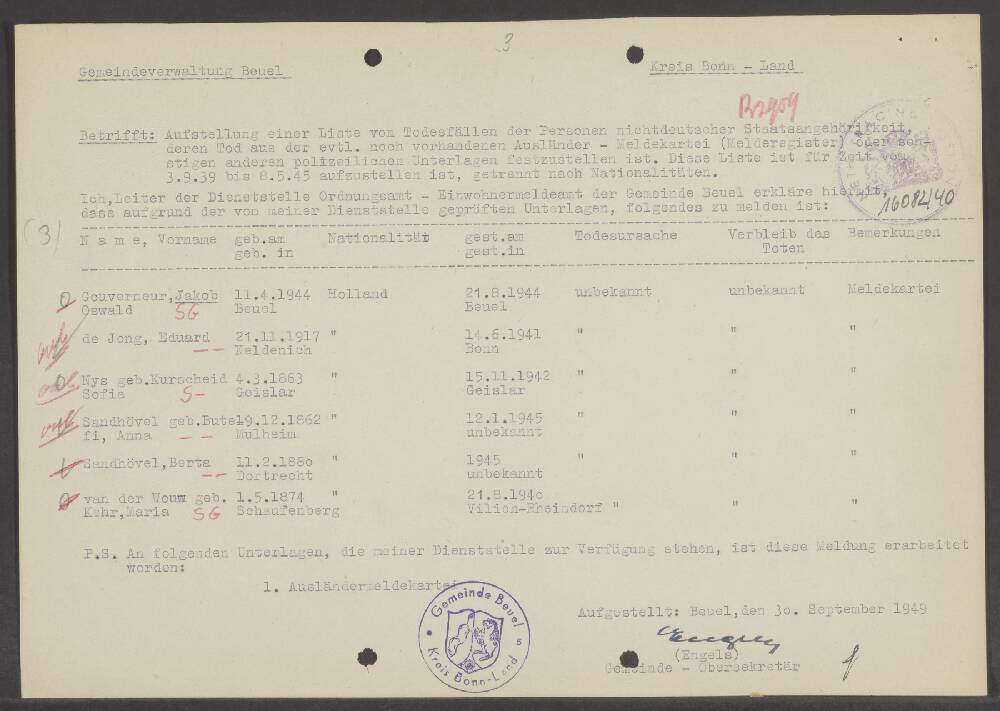 3
Gemeindeverwaltung Beuel
Kreis Bonn - Land
Betrifft: Aufstellung einer Liste von Todesfällen der Personen nichtdeutscher Staatsangehörigkeit,
deren Tod aus der evtl. noch vorhandenen Ausländer - Meldekartei (Melderegister) oder son-
stigen anderen polizeilichen Unterlagen festzustellen ist. Diese Liste ist für Zeit vom
3.9.39 bis 8.5.45 aufzustellen ist, getrennt nach Nationalitäten.
Ich, Leiter der Dienststelle Ordnungsamt - Einwohnermeldeamt der Gemeinde Beuel erkläre hiermit,
dass aufgrund der von meiner Dienststelle geprüften Unterlagen, folgendes zu melden ist:
16082/40
(3)
N a m e, Vorname geb.am Nationalität gest.am Todesursache Verbleib des Bemerkungen
geb. in gest.in Toten
Gouverneur,Jakob 11.4.1944 Holland 21.8.1944 unbekannt unbekannt Meldekartei
Oswald SG Beuel Beuel
de Jong, Eduard 21.11.1917 " 14.6.1941 " " "
Keldenich Bonn
Nys geb.Kurscheid 4.3.1863 " 15.11.1942 " " "
Sofia S- Geislar Geislar
Sandhövel geb.Bute19.12.1862 " 12.1.1945 " " "
fi, Anna Mulheim unbekannt
Sandhövel,Berta 11.2.1880 " 1945 " " "
Dortrecht unbekannt
van der Wouw geb. 1.5.1874 " 21.8.1940 " " "
Kehr,Maria SG Schaufenberg Vilich-Rheindorf
P.S. An folgenden Unterlagen, die meiner Dienststelle zur Verfügung stehen, ist diese Meldung erarbeitet
worden:
1. Ausländermeldekartei
Gemeinde Beuel
5
Kreis Bonn-Land
Aufgestellt: Beuel,den 3o. September 1949
(Engels)
Gemeinde - Obersekretär